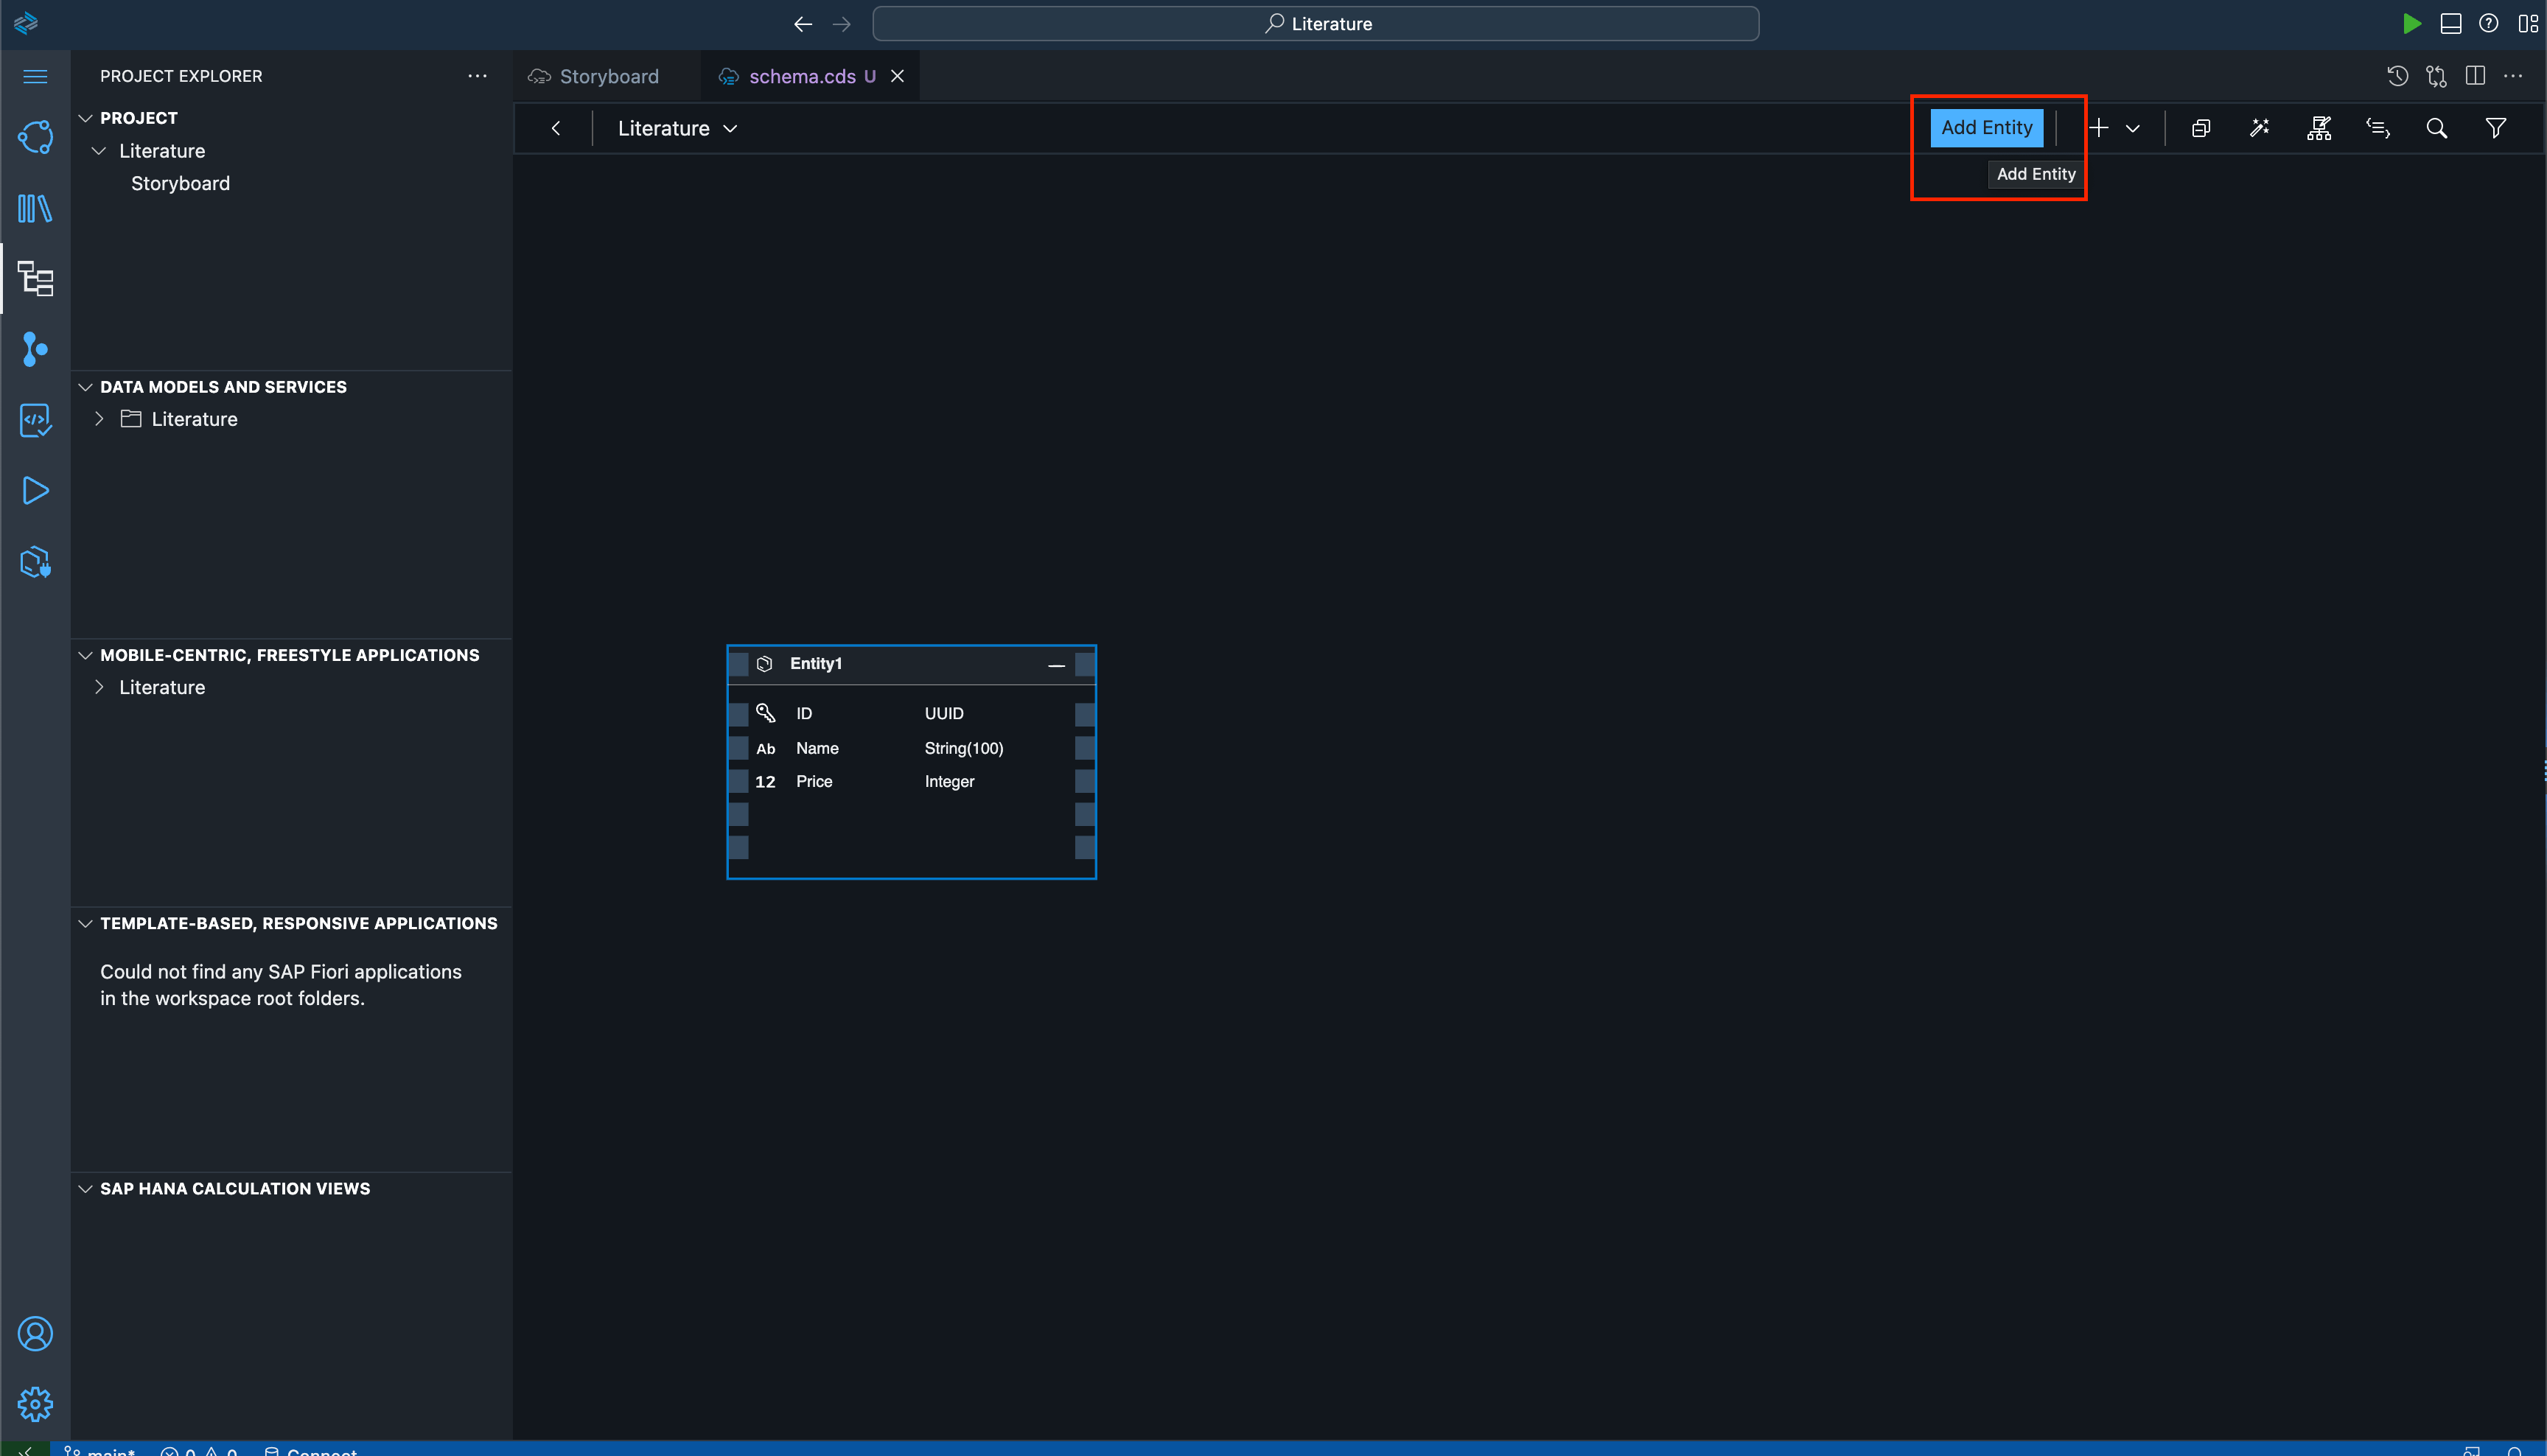 Literature
PROJECT EXPLORER
Storyboard
schema.cds U
PROJECT
Literature
Add Entity
Literature
Storyboard
Add Entity
DATA MODELS AND SERVICES
Literature
MOBILE-CENTRIC, FREESTYLE APPLICATIONS
Literature
Entity1
ID UUID
Ab Name String(100)
12 Price Integer
TEMPLATE-BASED, RESPONSIVE APPLICATIONS
Could not find any SAP Fiori applications
in the workspace root folders.
SAP HANA CALCULATION VIEWS
main* 0 0 Connect